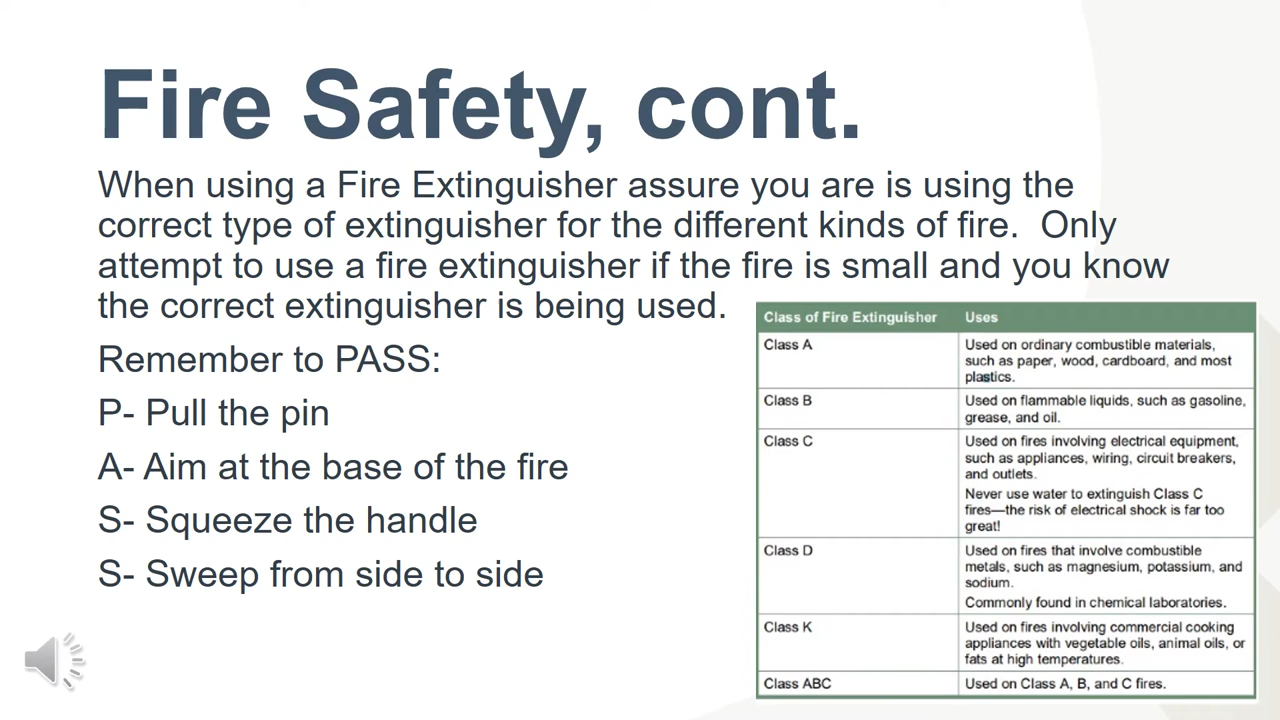 Fire Safety, cont.
When using a Fire Extinguisher assure you are is using the
correct type of extinguisher for the different kinds of fire.  Only
attempt to use a fire extinguisher if the fire is small and you know
the correct extinguisher is being used.
Remember to PASS:
P- Pull the pin
A- Aim at the base of the fire
S- Squeeze the handle
S- Sweep from side to side
Class of Fire Extinguisher Uses
Class A Used on ordinary combustible materials,
such as paper, wood, cardboard, and most
plastics.
Class B Used on flammable liquids, such as gasoline,
grease, and oil.
Class C Used on fires involving electrical equipment,
such as appliances, wiring, circuit breakers,
and outlets.
Never use water to extinguish Class C
fires—the risk of electrical shock is far too
great!
Class D Used on fires that involve combustible
metals, such as magnesium, potassium, and
sodium.
Commonly found in chemical laboratories.
Class K Used on fires involving commercial cooking
appliances with vegetable oils, animal oils, or
fats at high temperatures.
Class ABC Used on Class A, B, and C fires.